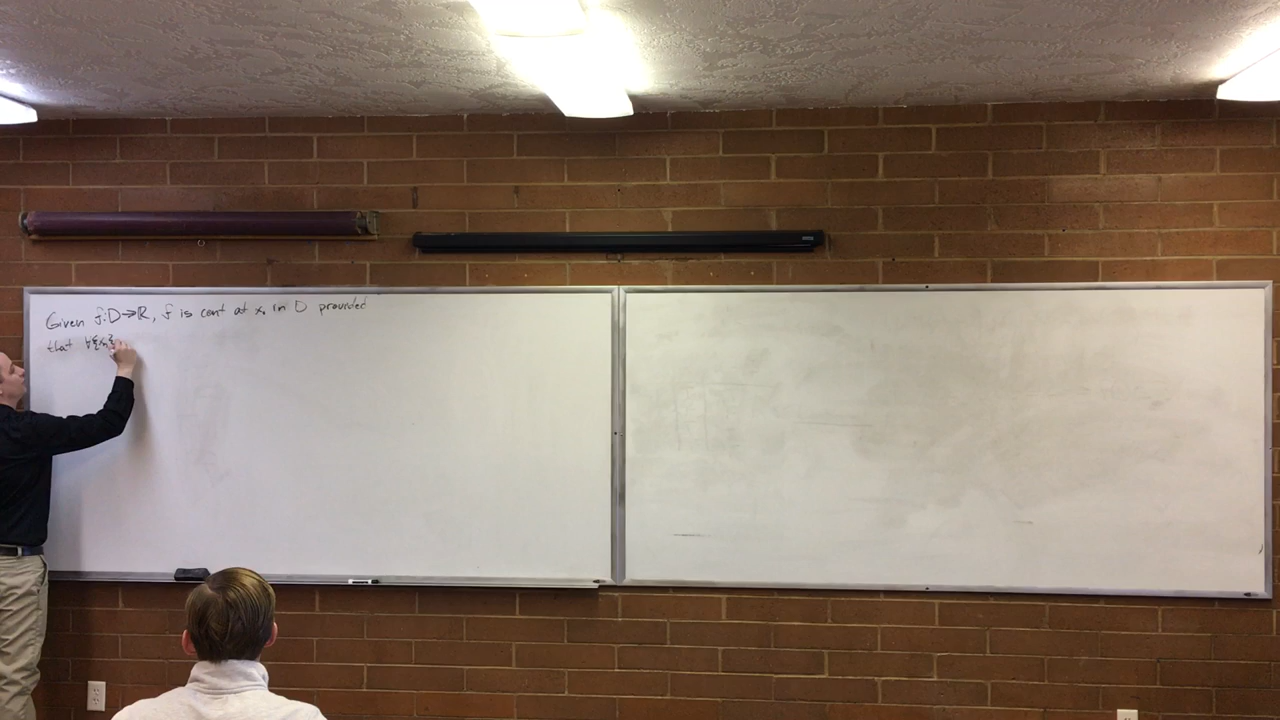 Given f:D→ℝ, f is cont at x₀ in D provided
that ∀{xₙ}